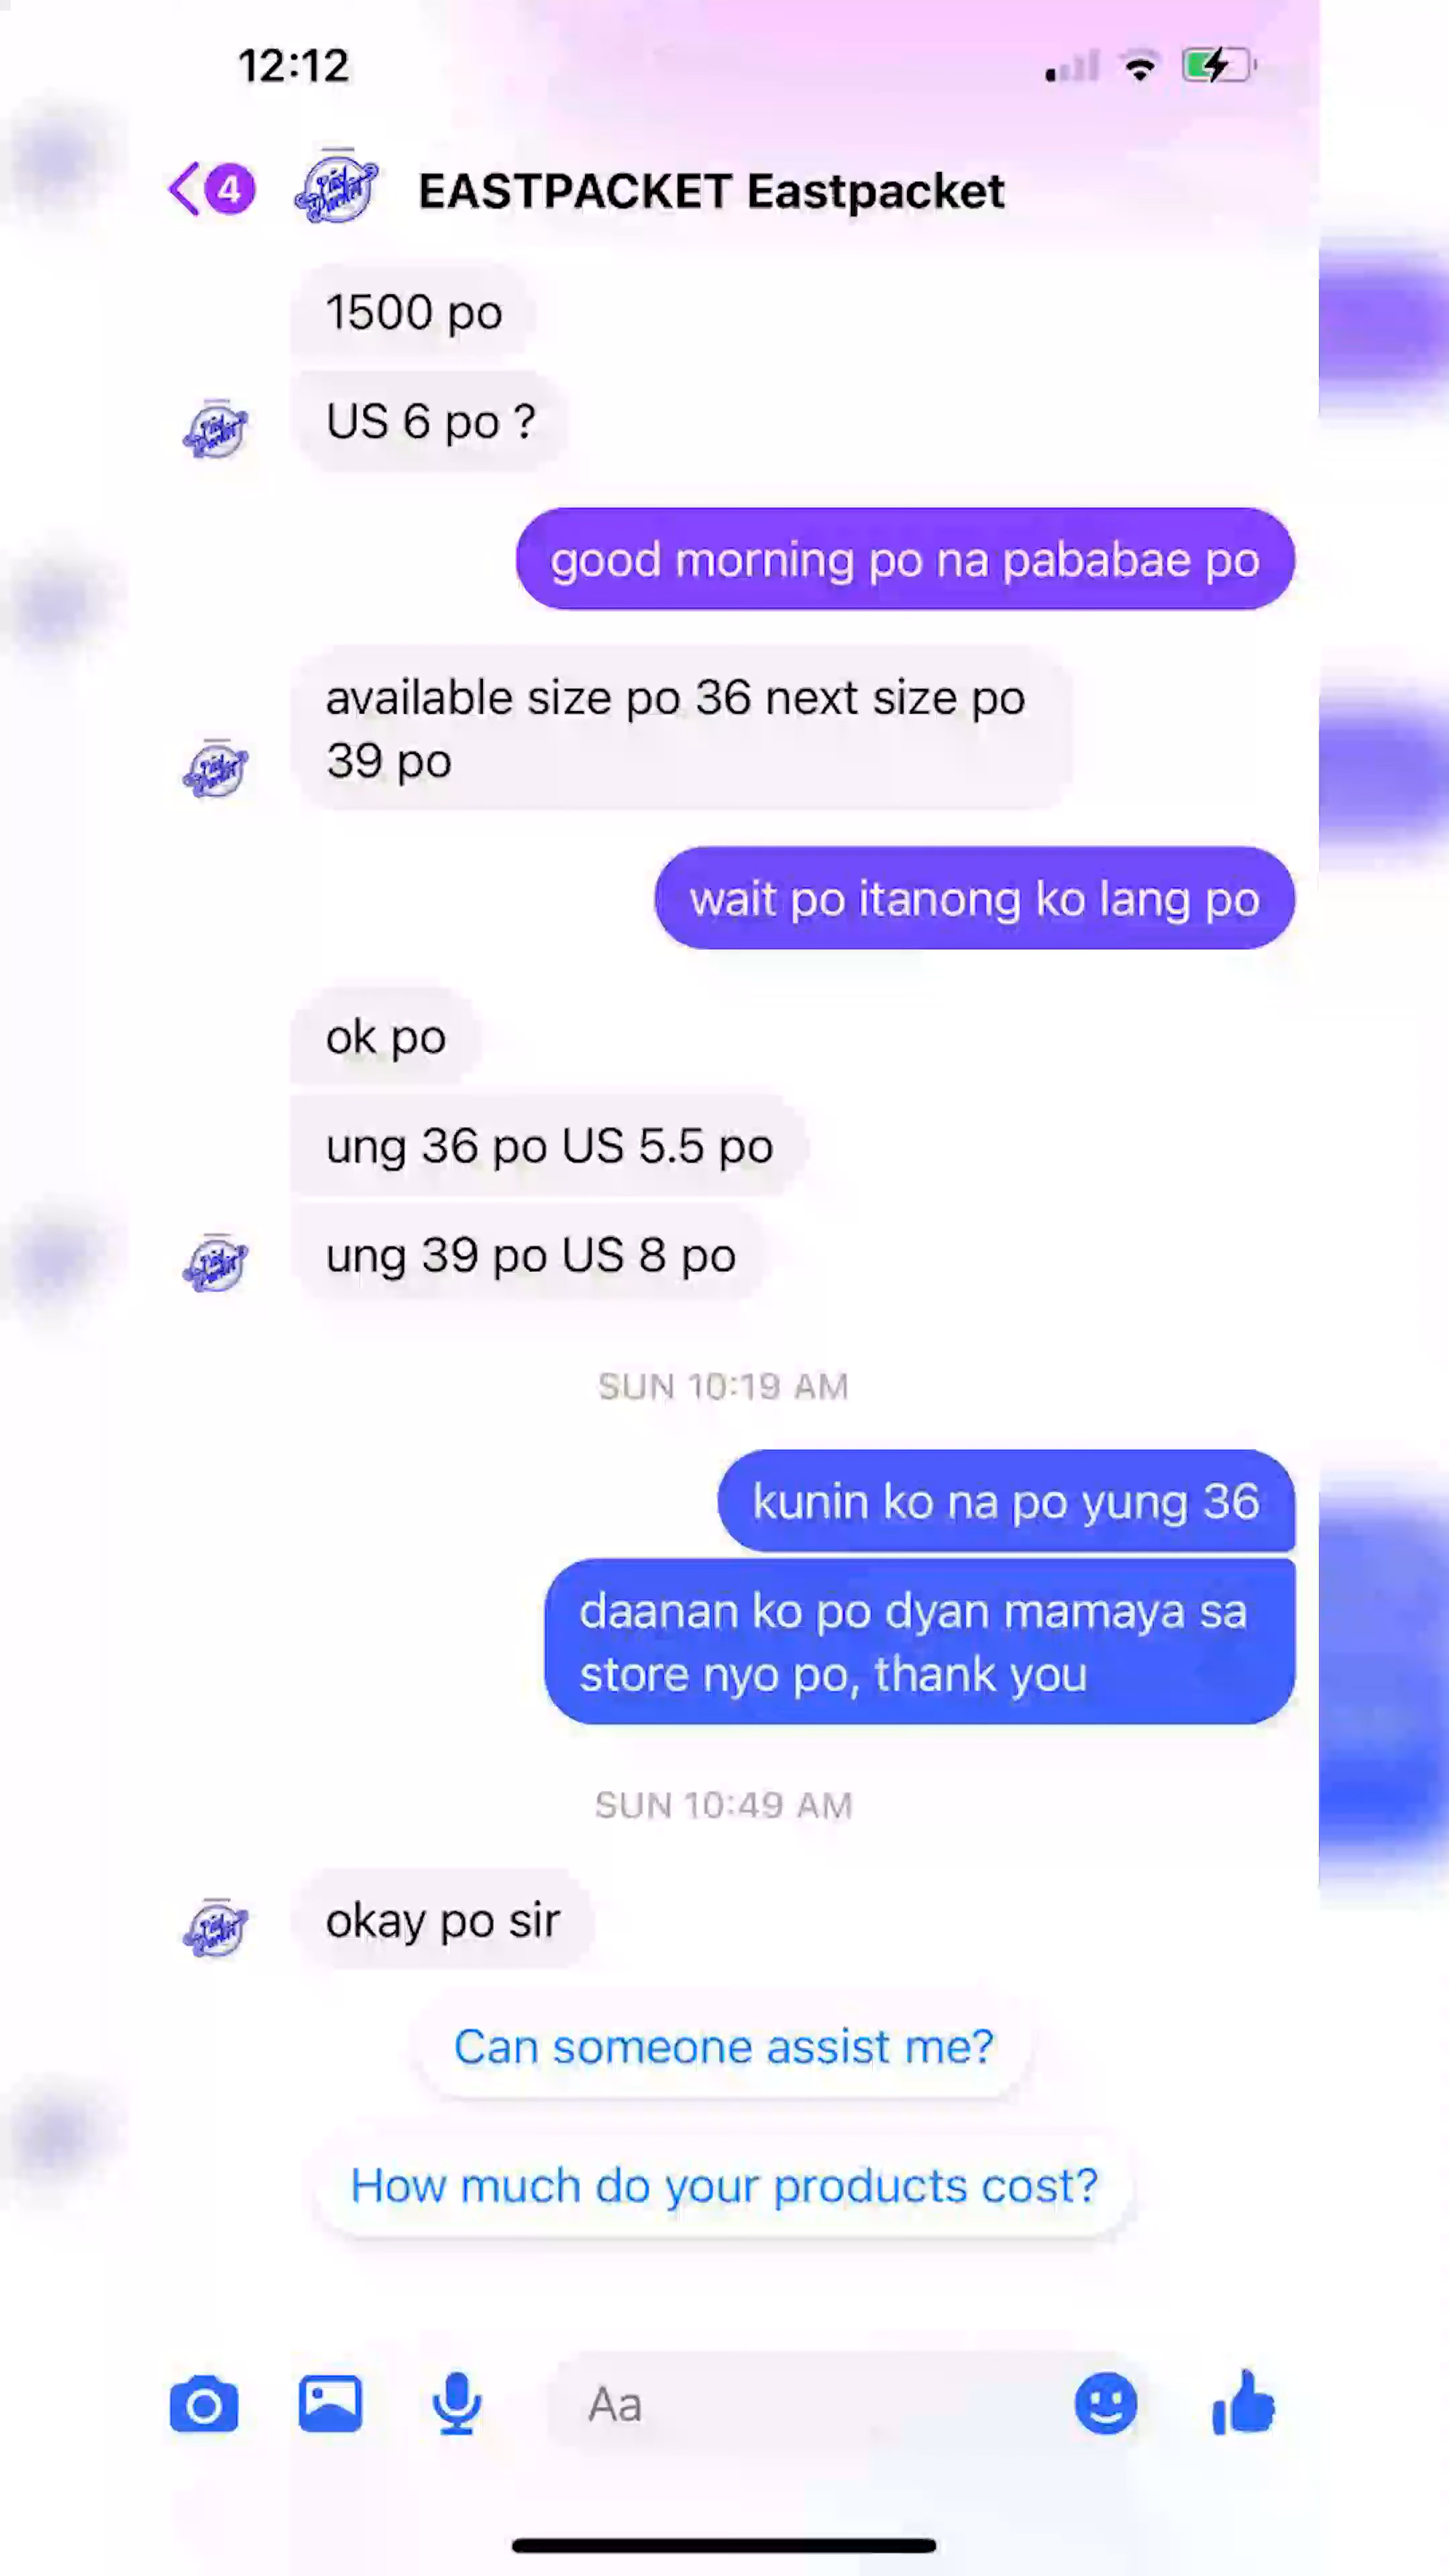 12:12
4
EASTPACKET Eastpacket
1500 po
US 6 po ?
good morning po na pababae po
available size po 36 next size po
39 po
wait po itanong ko lang po
ok po
ung 36 po US 5.5 po
ung 39 po US 8 po
SUN 10:19 AM
kunin ko na po yung 36
daanan ko po dyan mamaya sa
store nyo po, thank you
SUN 10:49 AM
okay po sir
Can someone assist me?
How much do your products cost?
Aa